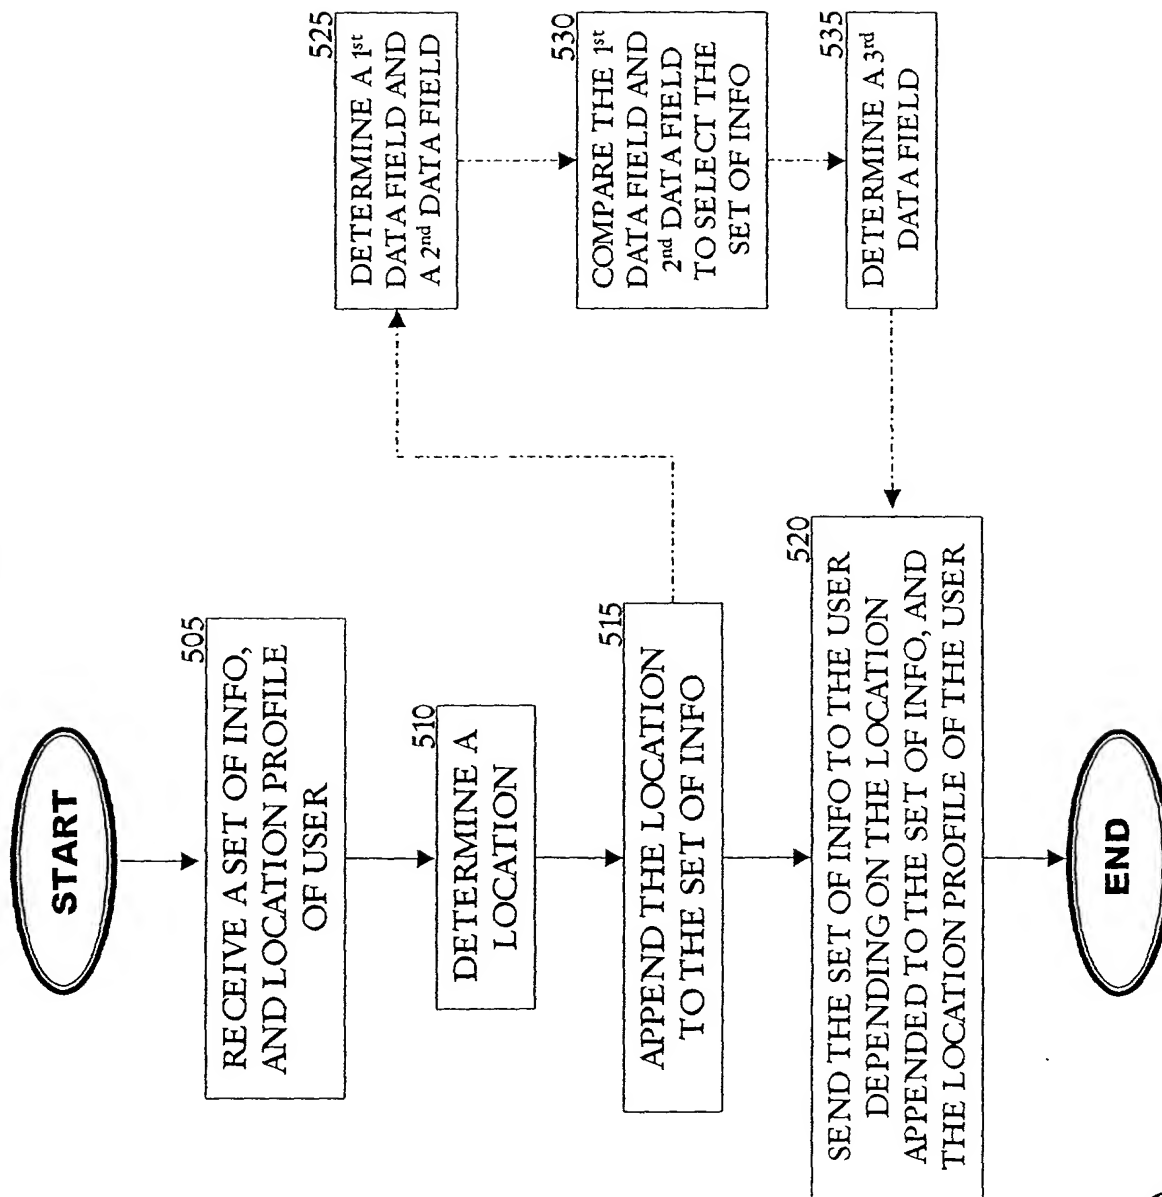 START
505
RECEIVE A SET OF INFO,
AND LOCATION PROFILE
OF USER
510
DETERMINE A
LOCATION
515
APPEND THE LOCATION
TO THE SET OF INFO
520
SEND THE SET OF INFO TO THE USER
DEPENDING ON THE LOCATION
APPENDED TO THE SET OF INFO, AND
THE LOCATION PROFILE OF THE USER
END
525
DETERMINE A 1st
DATA FIELD AND
A 2nd DATA FIELD
530
COMPARE THE 1st
DATA FIELD AND
2nd DATA FIELD
TO SELECT THE
SET OF INFO
535
DETERMINE A 3rd
DATA FIELD